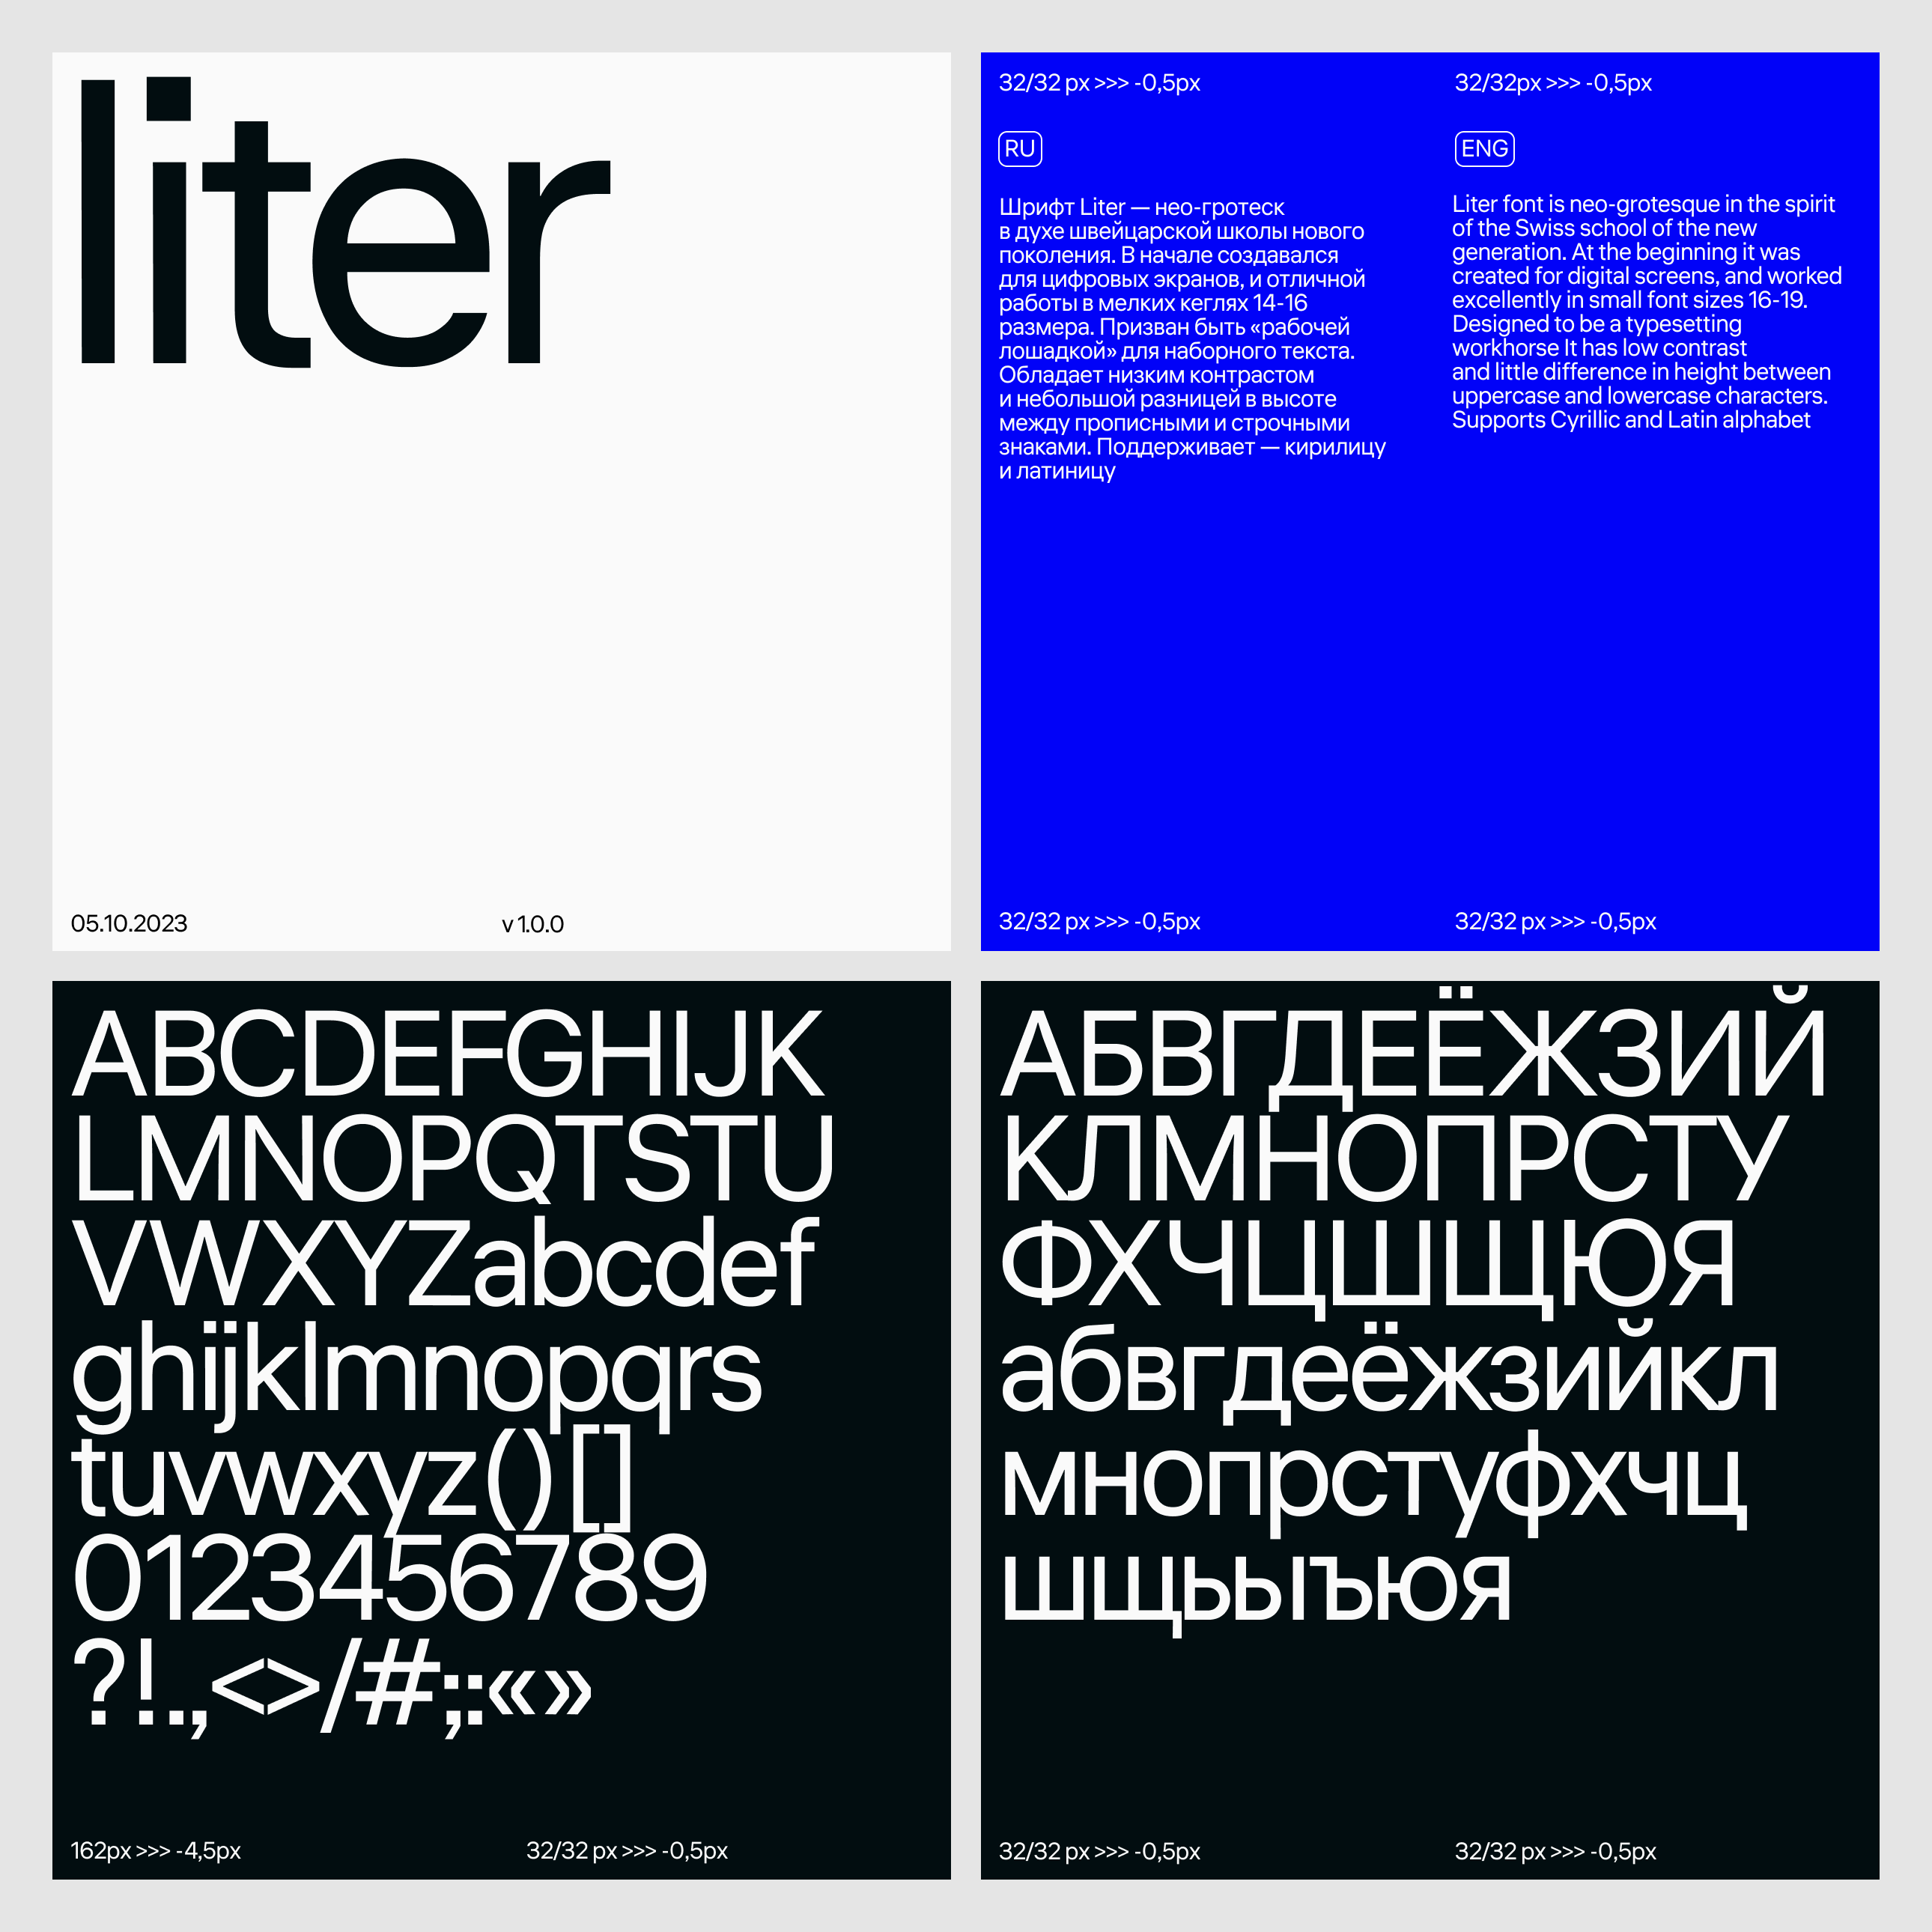 liter
05.10.2023
v 1.0.0
32/32 px >>> -0,5px
32/32px >>> -0,5px
RU
Шрифт Liter — нео-гротеск
в духе швейцарской школы нового
поколения. В начале создавался
для цифровых экранов, и отличной
работы в мелких кеглях 14-16
размера. Призван быть «рабочей
лошадкой» для наборного текста.
Обладает низким контрастом
и небольшой разницей в высоте
между прописными и строчными
знаками. Поддерживает — кирилицу
и латиницу
ENG
Liter font is neo-grotesque in the spirit
of the Swiss school of the new
generation. At the beginning it was
created for digital screens, and worked
excellently in small font sizes 16-19.
Designed to be a typesetting
workhorse It has low contrast
and little difference in height between
uppercase and lowercase characters.
Supports Cyrillic and Latin alphabet
32/32 px >>> -0,5px
32/32 px >>> -0,5px
ABCDEFGHIJK
LMNOPQTSTU
VWXYZabcdef
ghijklmnopqrs
tuvwxyz()[]
0123456789
?!.,<>/#;:«»
162px >>> -4,5px
32/32 px >>> -0,5px
АБВГДЕЁЖЗИЙ
КЛМНОПРСТУ
ФХЧЦШЩЮЯ
абвгдеёжзийкл
мнопрстуфхчц
шщьыъюя
32/32 px >>> -0,5px
32/32 px >>> -0,5px